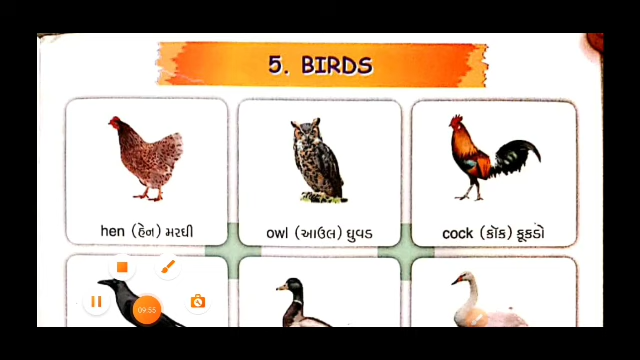 5. BIRDS
hen (હેન) મરઘી
owl (આઉલ) ઘુવડ
cock (કૉક) કૂકડો
09:55